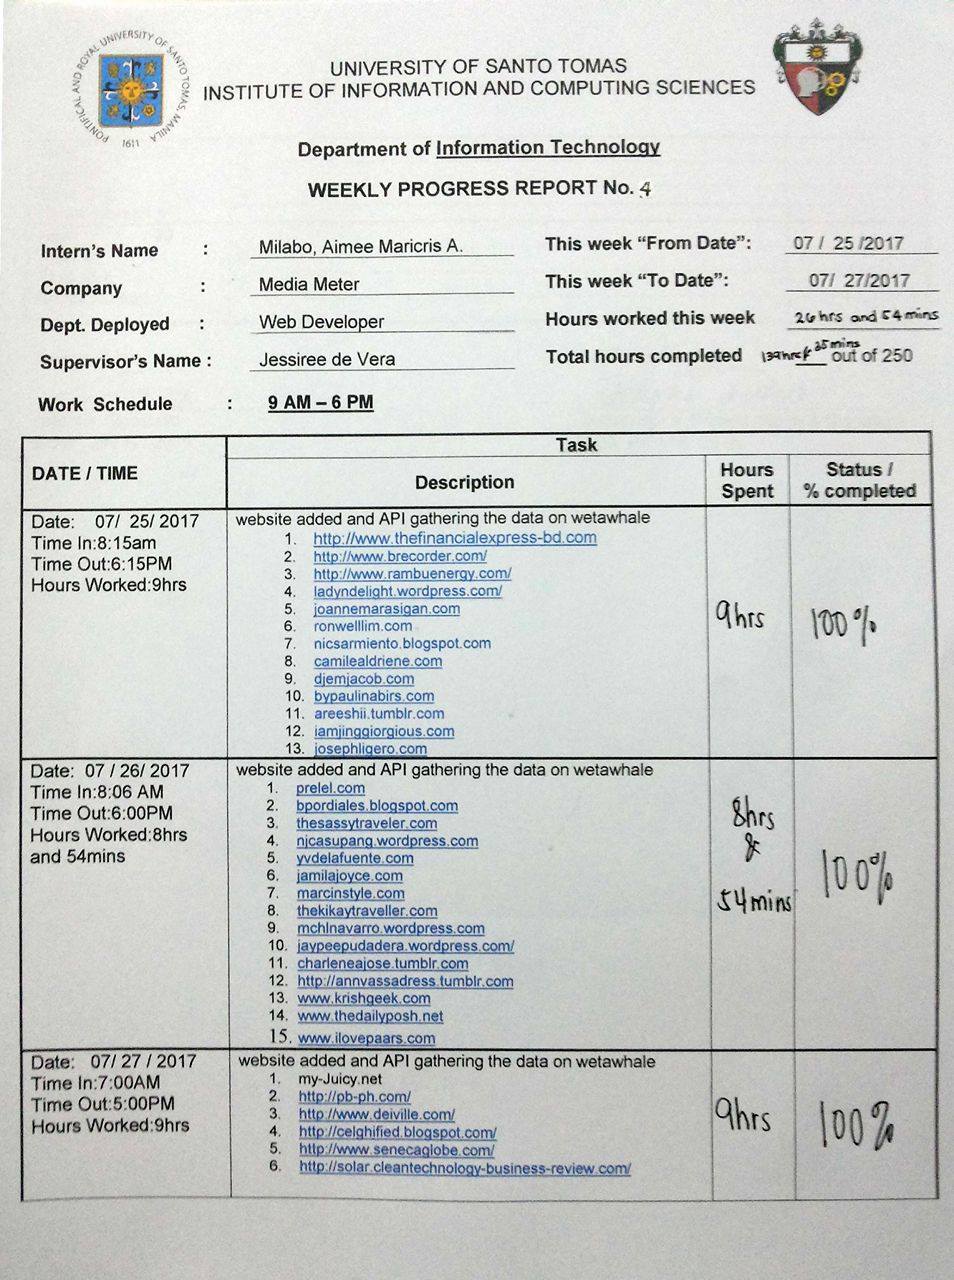 PONTIFICAL AND ROYAL UNIVERSITY OF SANTO TOMAS, MANILA
1611
UNIVERSITY OF SANTO TOMAS
INSTITUTE OF INFORMATION AND COMPUTING SCIENCES
Department of Information Technology
WEEKLY PROGRESS REPORT No. 4
Intern's Name : Milabo, Aimee Maricris A. This week "From Date": 07 / 25 /2017
Company : Media Meter This week "To Date": 07/ 27/2017
Dept. Deployed : Web Developer Hours worked this week 26 hrs and 54 mins
Supervisor's Name : Jessiree de Vera Total hours completed 35 mins out of 250
Work Schedule : 9 AM – 6 PM
DATE / TIME
Task
Description
Hours Spent
Status / % completed
Date: 07/ 25/ 2017
Time In:8:15am
Time Out:6:15PM
Hours Worked:9hrs
website added and API gathering the data on wetawhale
1. http://www.thefinancialexpress-bd.com
2. http://www.brecorder.com/
3. http://www.rambuenergy.com/
4. ladyndelight.wordpress.com/
5. joannemarasigan.com
6. ronwelllim.com
7. nicsarmiento.blogspot.com
8. camilealdriene.com
9. djemjacob.com
10. bypaulinabirs.com
11. areeshii.tumblr.com
12. iamjinggiorgious.com
13. josephligero.com
9hrs
100%
Date: 07 / 26/ 2017
Time In:8:06 AM
Time Out:6:00PM
Hours Worked:8hrs
and 54mins
website added and API gathering the data on wetawhale
1. prelel.com
2. bpordiales.blogspot.com
3. thesassytraveler.com
4. njcasupang.wordpress.com
5. yvdelafuente.com
6. jamilajoyce.com
7. marcinstyle.com
8. thekikaytraveller.com
9. mchlnavarro.wordpress.com
10. jaypeepudadera.wordpress.com/
11. charleneajose.tumblr.com
12. http://annvassadress.tumblr.com
13. www.krishgeek.com
14. www.thedailyposh.net
15. www.ilovepaars.com
8hrs
&
54mins
100%
Date: 07/ 27 / 2017
Time In:7:00AM
Time Out:5:00PM
Hours Worked:9hrs
website added and API gathering the data on wetawhale
1. my-Juicy.net
2. http://pb-ph.com/
3. http://www.deiville.com/
4. http://celghified.blogspot.com/
5. http://www.senecaglobe.com/
6. http://solar.cleantechnology-business-review.com/
9hrs
100%